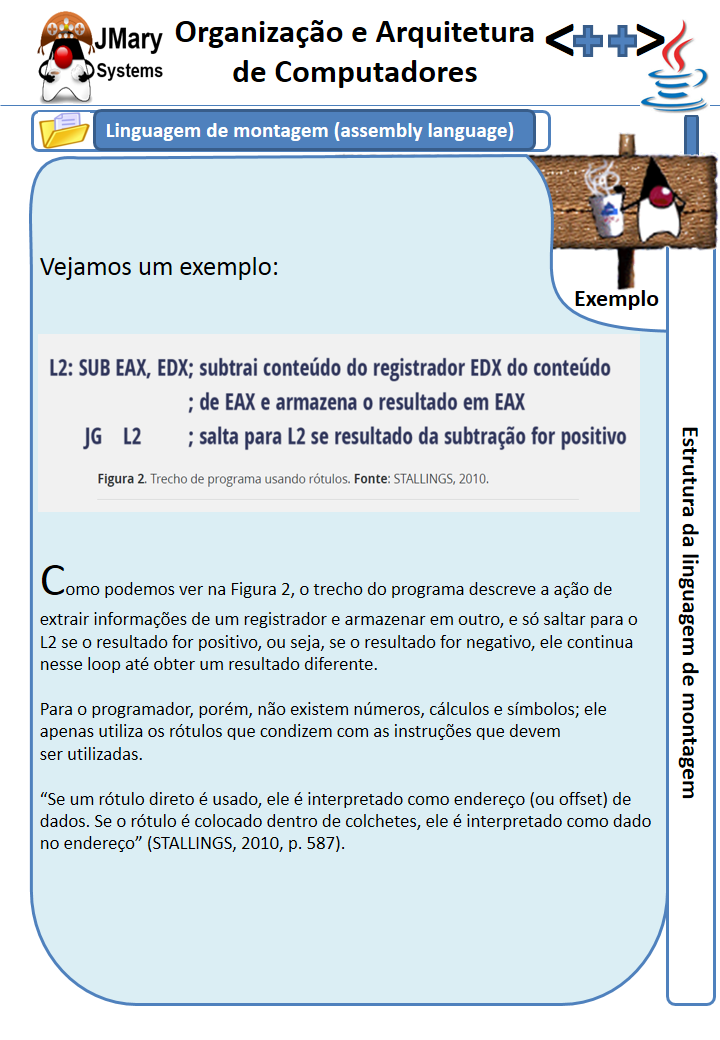 JMary
Systems
Organização e Arquitetura
de Computadores
<++>
Linguagem de montagem (assembly language)
Exemplo
Vejamos um exemplo:
L2: SUB EAX, EDX; subtrai conteúdo do registrador EDX do conteúdo
; de EAX e armazena o resultado em EAX
JG L2 ; salta para L2 se resultado da subtração for positivo
Figura 2. Trecho de programa usando rótulos. Fonte: STALLINGS, 2010.
Como podemos ver na Figura 2, o trecho do programa descreve a ação de
extrair informações de um registrador e armazenar em outro, e só saltar para o
L2 se o resultado for positivo, ou seja, se o resultado for negativo, ele continua
nesse loop até obter um resultado diferente.
Para o programador, porém, não existem números, cálculos e símbolos; ele
apenas utiliza os rótulos que condizem com as instruções que devem
ser utilizadas.
“Se um rótulo direto é usado, ele é interpretado como endereço (ou offset) de
dados. Se o rótulo é colocado dentro de colchetes, ele é interpretado como dado
no endereço” (STALLINGS, 2010, p. 587).
Estrutura da linguagem de montagem